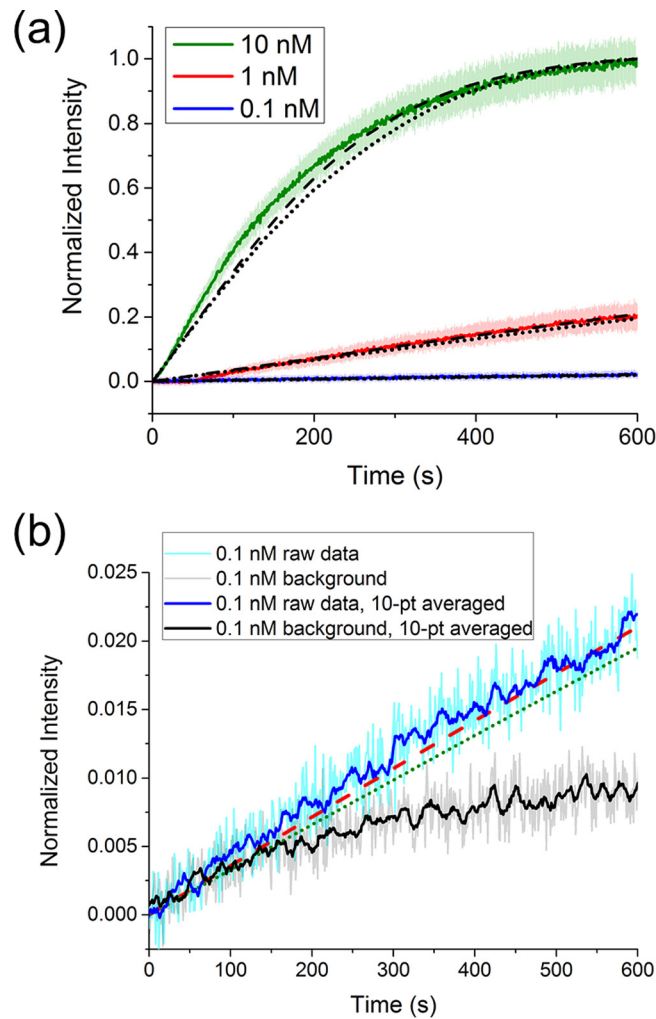 (a)
10 nM
1 nM
0.1 nM
1.0
0.8
0.6
0.4
0.2
0.0
Normalized Intensity
0
200
400
600
Time (s)
(b)
0.1 nM raw data
0.1 nM background
0.1 nM raw data, 10-pt averaged
0.1 nM background, 10-pt averaged
0.025
0.020
0.015
0.010
0.005
0.000
Normalized Intensity
0
100
200
300
400
500
600
Time (s)